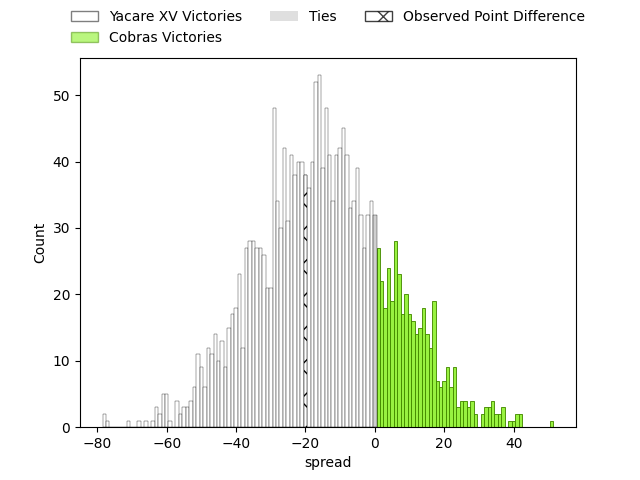 Yacare XV Victories Ties Observed Point Difference
Cobras Victories
50
40
30
20
10
0
Count
−80 −60 −40 −20 0 20 40
spread